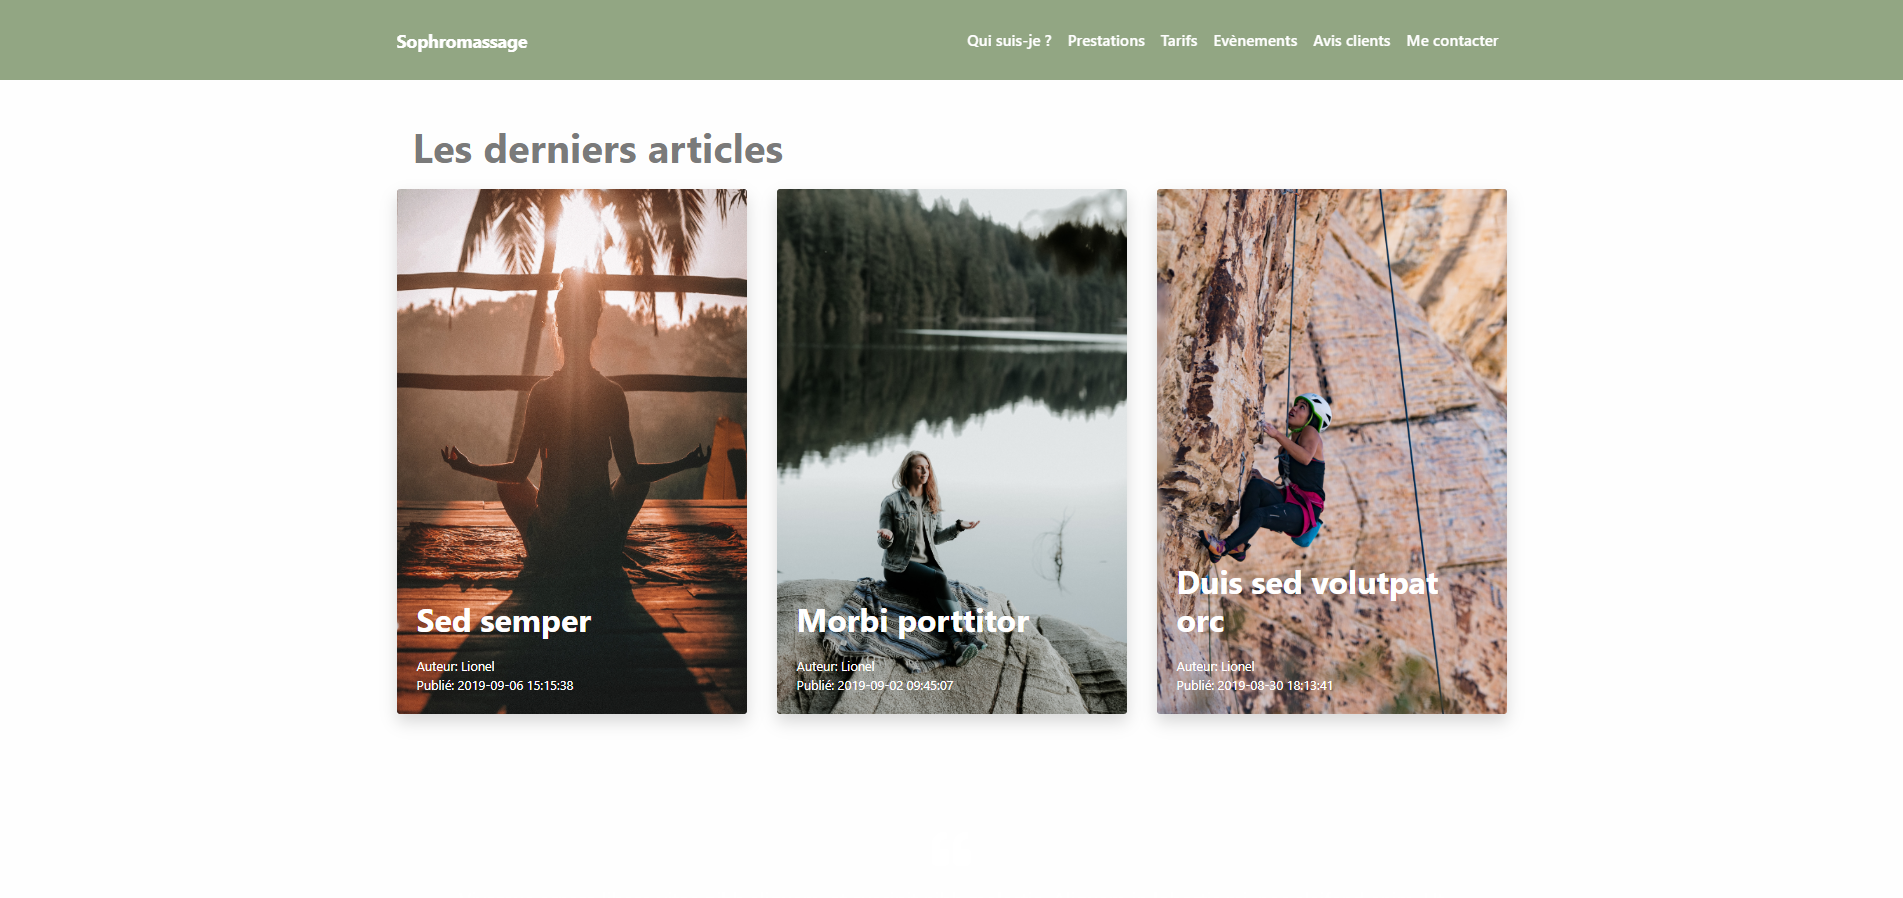 Sophromassage
Qui suis-je ? Prestations Tarifs Evènements Avis clients Me contacter
Les derniers articles
Sed semper
Auteur: Lionel
Publié: 2019-09-06 15:15:38
Morbi porttitor
Auteur: Lionel
Publié: 2019-09-02 09:45:07
Duis sed volutpat
orc
Auteur: Lionel
Publié: 2019-08-30 18:13:41